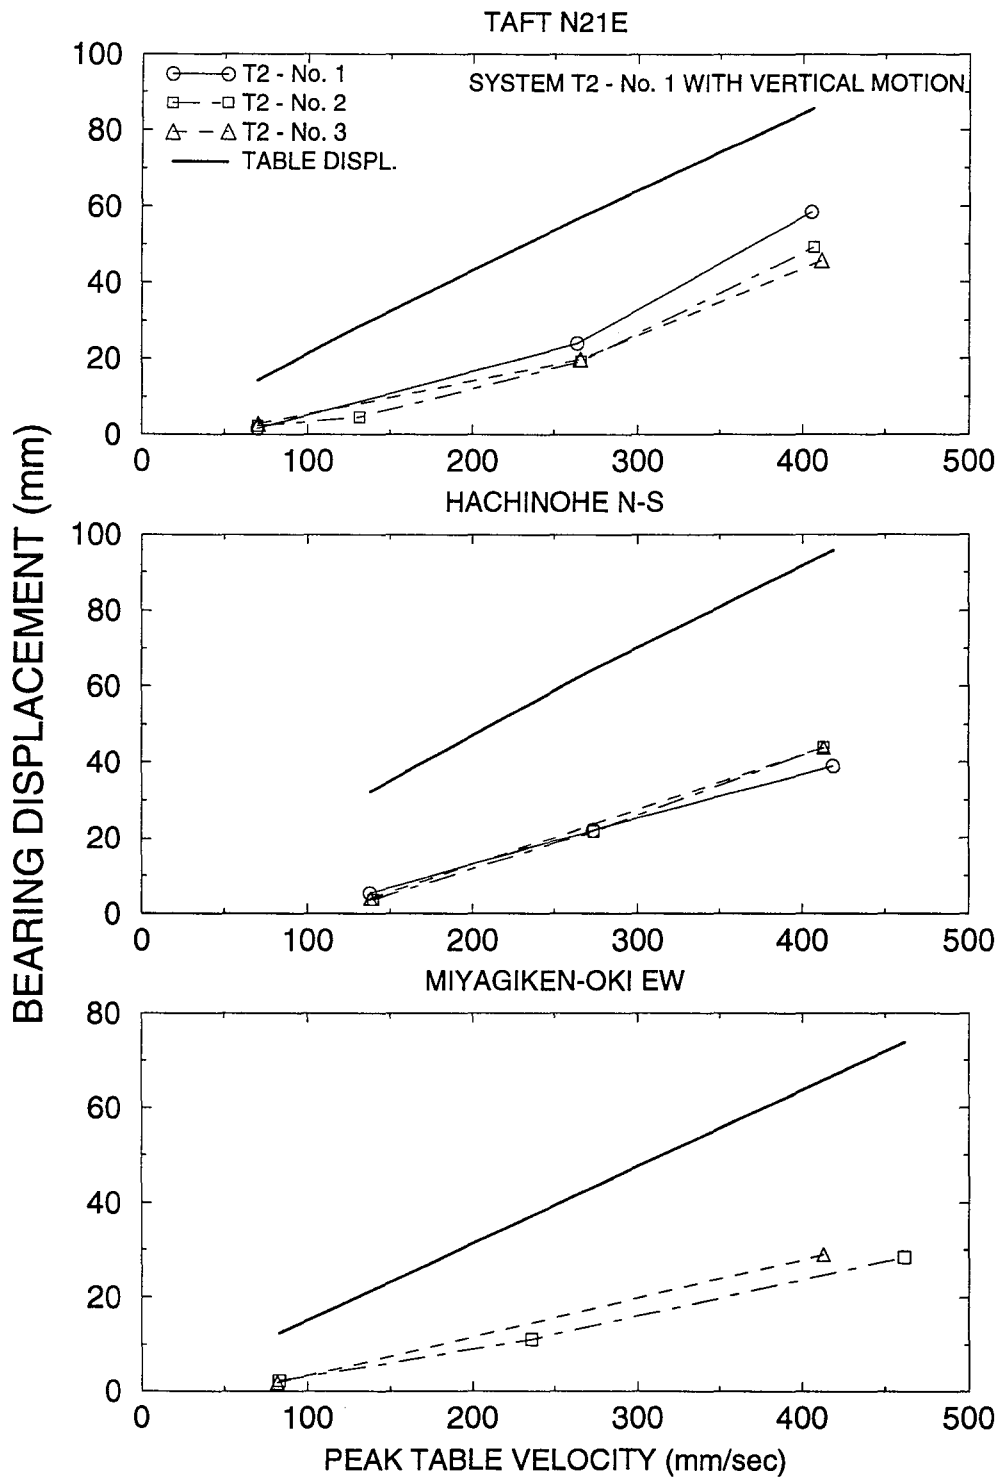 TAFT N21E
100
T2 - No. 1
SYSTEM T2 - No. 1 WITH VERTICAL MOTION
T2 - No. 2
80
T2 - No. 3
TABLE DISPL.
60
40
20
0
0 100 200 300 400 500
HACHINOHE N-S
100
80
60
40
20
0
0 100 200 300 400 500
MIYAGIKEN-OKI EW
80
60
40
20
0
0 100 200 300 400 500
PEAK TABLE VELOCITY (mm/sec)
BEARING DISPLACEMENT (mm)